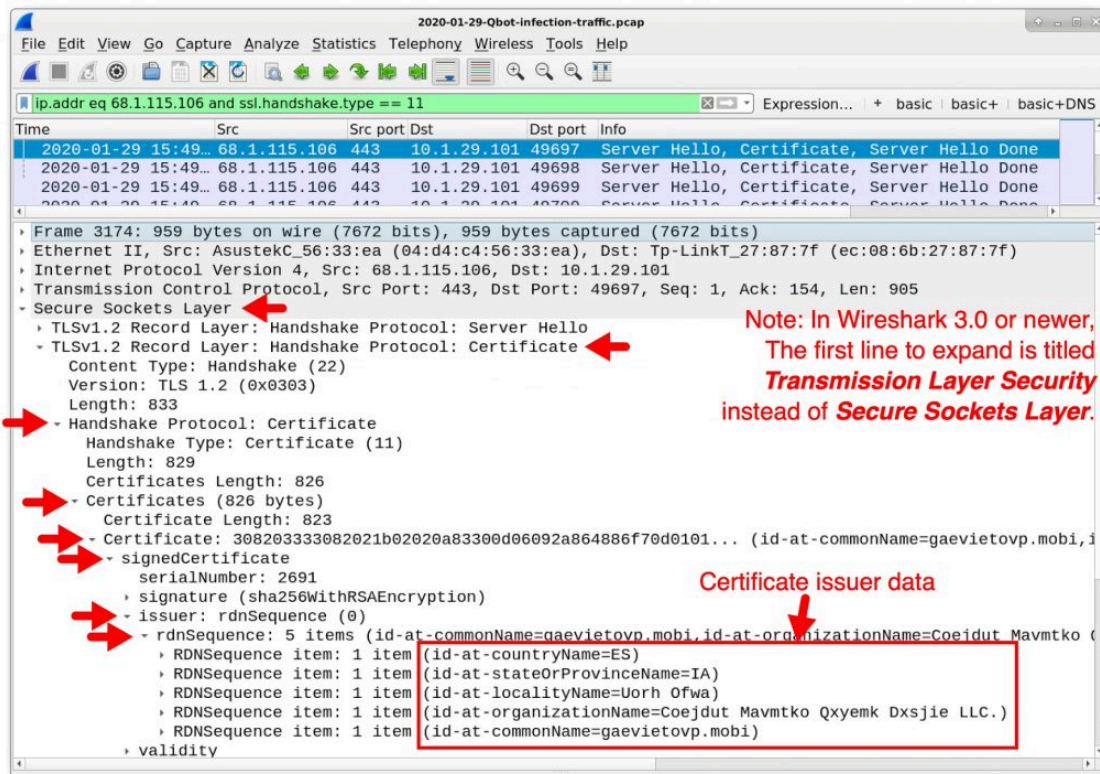 2020-01-29-Qbot-infection-traffic.pcap
File Edit View Go Capture Analyze Statistics Telephony Wireless Tools Help
ip.addr eq 68.1.115.106 and ssl.handshake.type == 11 Expression... + basic basic+ basic+DNS
Time Src Src port Dst Dst port Info
2020-01-29 15:49… 68.1.115.106 443 10.1.29.101 49697 Server Hello, Certificate, Server Hello Done
2020-01-29 15:49… 68.1.115.106 443 10.1.29.101 49698 Server Hello, Certificate, Server Hello Done
2020-01-29 15:49… 68.1.115.106 443 10.1.29.101 49699 Server Hello, Certificate, Server Hello Done
Frame 3174: 959 bytes on wire (7672 bits), 959 bytes captured (7672 bits)
Ethernet II, Src: AsustekC_56:33:ea (04:d4:c4:56:33:ea), Dst: Tp-LinkT_27:87:7f (ec:08:6b:27:87:7f)
Internet Protocol Version 4, Src: 68.1.115.106, Dst: 10.1.29.101
Transmission Control Protocol, Src Port: 443, Dst Port: 49697, Seq: 1, Ack: 154, Len: 905
Secure Sockets Layer
TLSv1.2 Record Layer: Handshake Protocol: Server Hello
TLSv1.2 Record Layer: Handshake Protocol: Certificate
Content Type: Handshake (22)
Version: TLS 1.2 (0x0303)
Length: 833
Handshake Protocol: Certificate
Handshake Type: Certificate (11)
Length: 829
Certificates Length: 826
Certificates (826 bytes)
Certificate Length: 823
Certificate: 308203333082021b02020a83300d06092a864886f70d0101... (id-at-commonName=gaevietovp.mobi,i
signedCertificate
serialNumber: 2691
signature (sha256WithRSAEncryption)
issuer: rdnSequence (0)
rdnSequence: 5 items (id-at-commonName=gaevietovp.mobi,id-at-organizationName=Coejdut Mavmtko
RDNSequence item: 1 item (id-at-countryName=ES)
RDNSequence item: 1 item (id-at-stateOrProvinceName=IA)
RDNSequence item: 1 item (id-at-localityName=Uorh Ofwa)
RDNSequence item: 1 item (id-at-organizationName=Coejdut Mavmtko Qxyemk Dxsjie LLC.)
RDNSequence item: 1 item (id-at-commonName=gaevietovp.mobi)
validity
Note: In Wireshark 3.0 or newer,
The first line to expand is titled
Transmission Layer Security
instead of Secure Sockets Layer.
Certificate issuer data